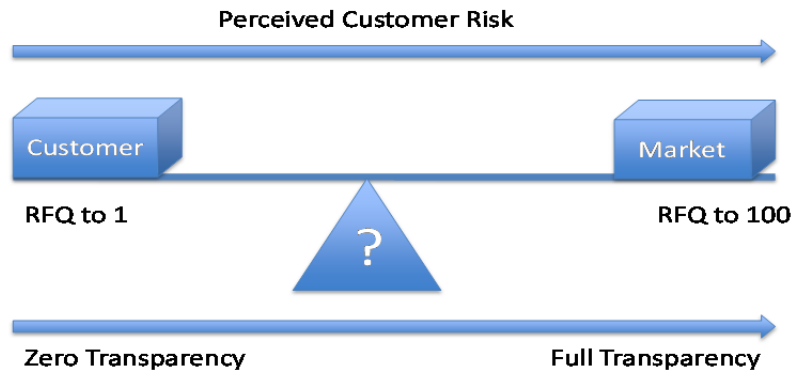 Perceived Customer Risk
Customer
Market
RFQ to 1
RFQ to 100
?
Zero Transparency
Full Transparency